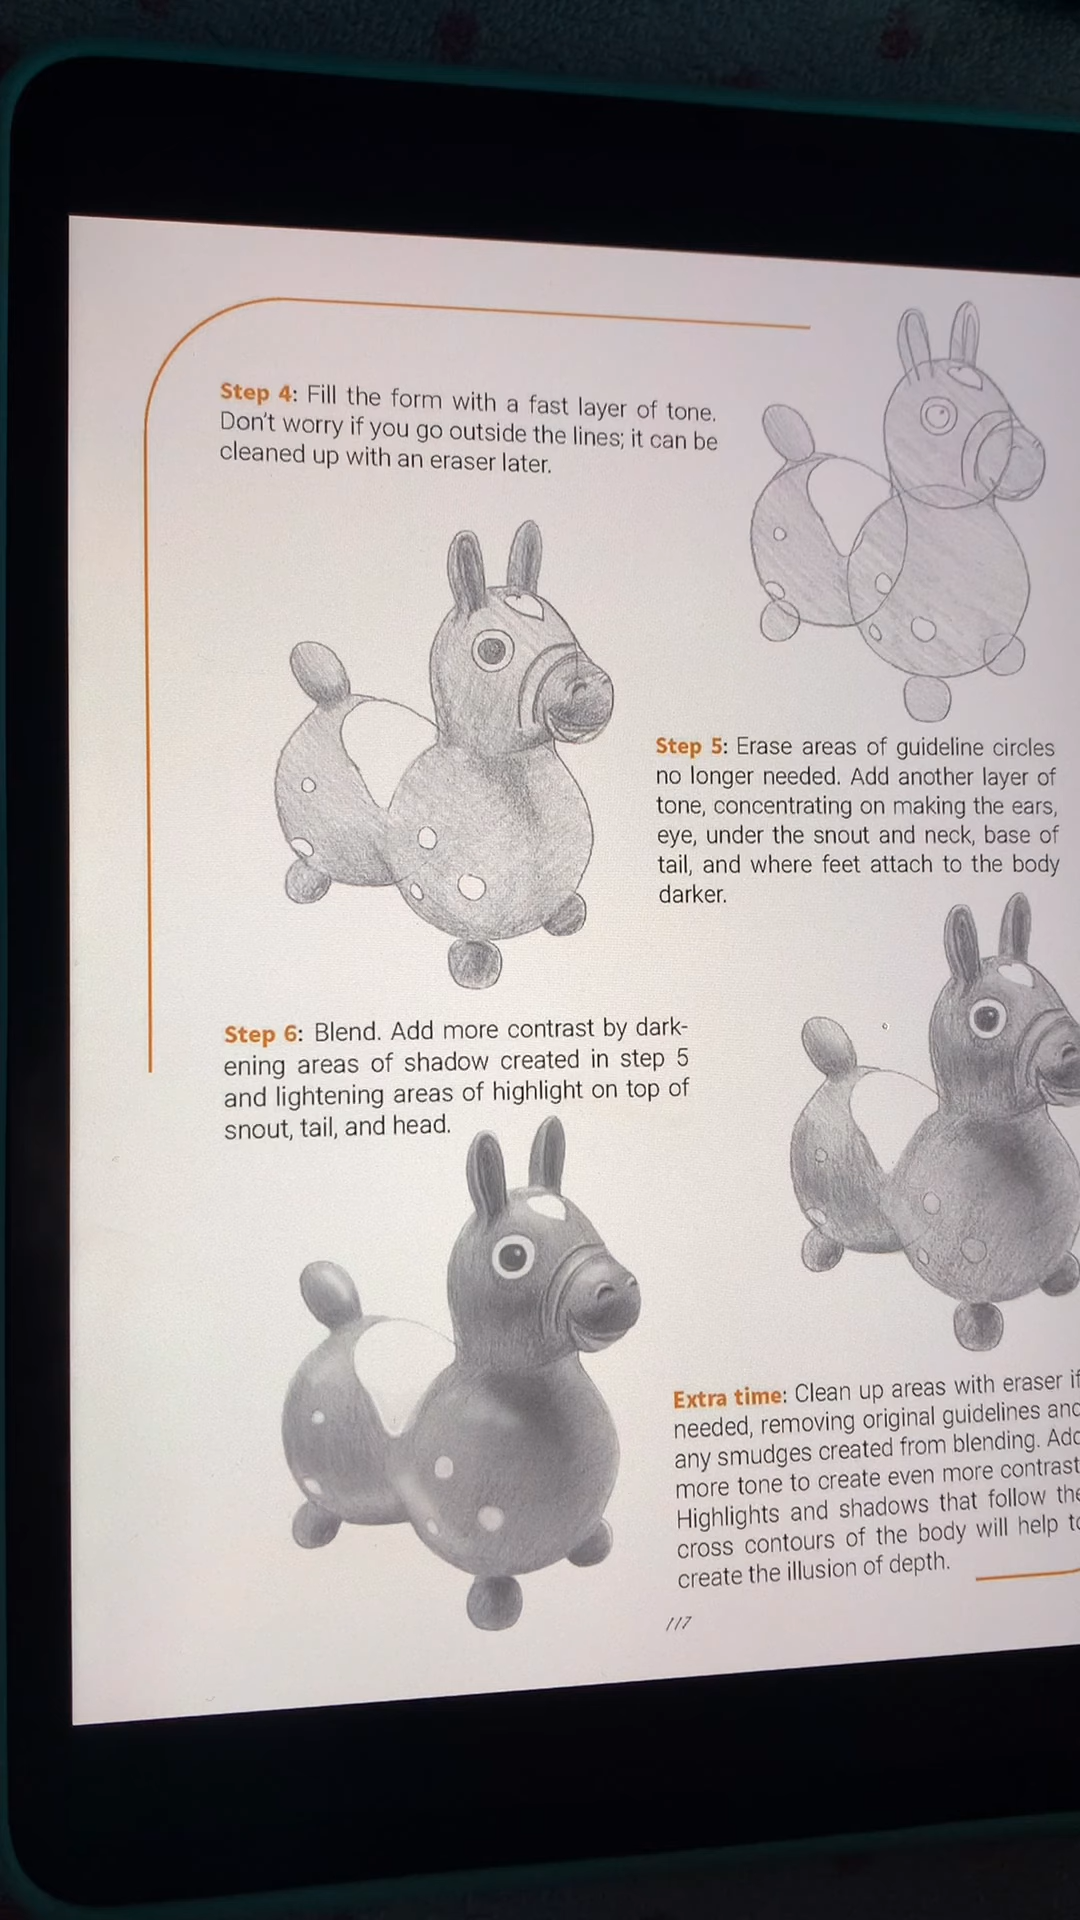 Step 4: Fill the form with a fast layer of tone.
Don't worry if you go outside the lines; it can be
cleaned up with an eraser later.
Step 5: Erase areas of guideline circles
no longer needed. Add another layer of
tone, concentrating on making the ears,
eye, under the snout and neck, base of
tail, and where feet attach to the body
darker.
Step 6: Blend. Add more contrast by dark-
ening areas of shadow created in step 5
and lightening areas of highlight on top of
snout, tail, and head.
Extra time: Clean up areas with eraser if
needed, removing original guidelines and
any smudges created from blending. Add
more tone to create even more contrast
Highlights and shadows that follow the
cross contours of the body will help to
create the illusion of depth.
117